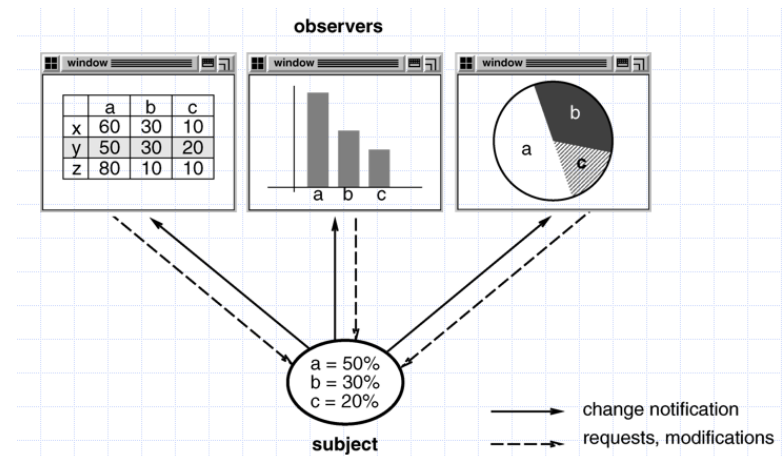 observers
window
window
window
a b c
x 60 30 10
y 50 30 20
z 80 10 10
a b c
a
b
c
a = 50%
b = 30%
c = 20%
subject
change notification
requests, modifications